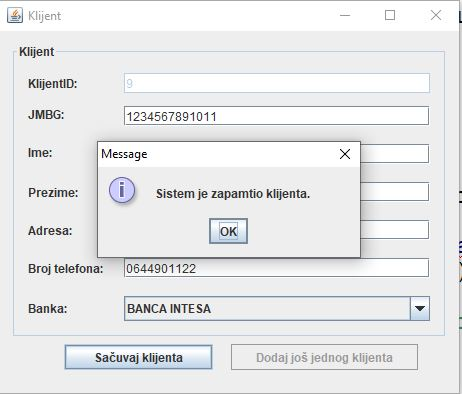 Klijent
Klijent
KlijentID: 9
JMBG: 1234567891011
Message
Ime:
Sistem je zapamtio klijenta.
Prezime:
OK
Adresa:
Broj telefona: 0644901122
Banka: BANCA INTESA
Sačuvaj klijenta Dodaj još jednog klijenta